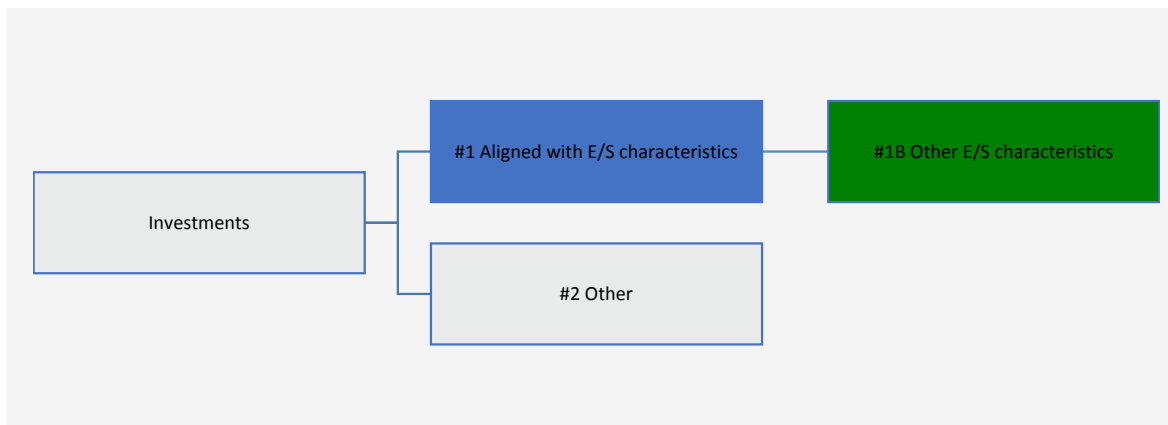 #1 Aligned with E/S characteristics
#1B Other E/S characteristics
Investments
#2 Other